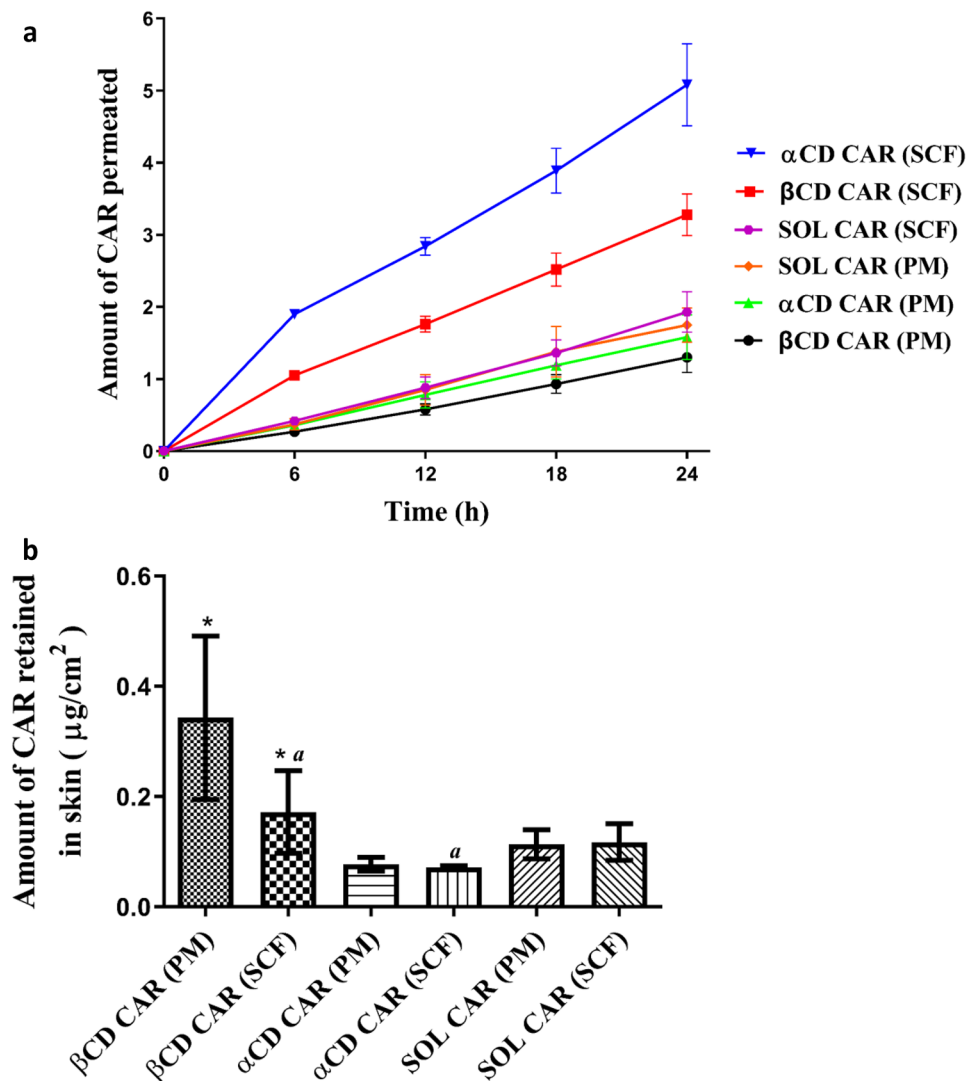 a
Amount of CAR permeated
6
5
4
3
2
1
0
0 6 12 18 24
Time (h)
αCD CAR (SCF)
βCD CAR (SCF)
SOL CAR (SCF)
SOL CAR (PM)
αCD CAR (PM)
βCD CAR (PM)
b
Amount of CAR retained
in skin ( μg/cm²)
0.6
0.4
0.2
0.0
*
* a
a
βCD CAR (PM)
βCD CAR (SCF)
αCD CAR (PM)
αCD CAR (SCF)
SOL CAR (PM)
SOL CAR (SCF)